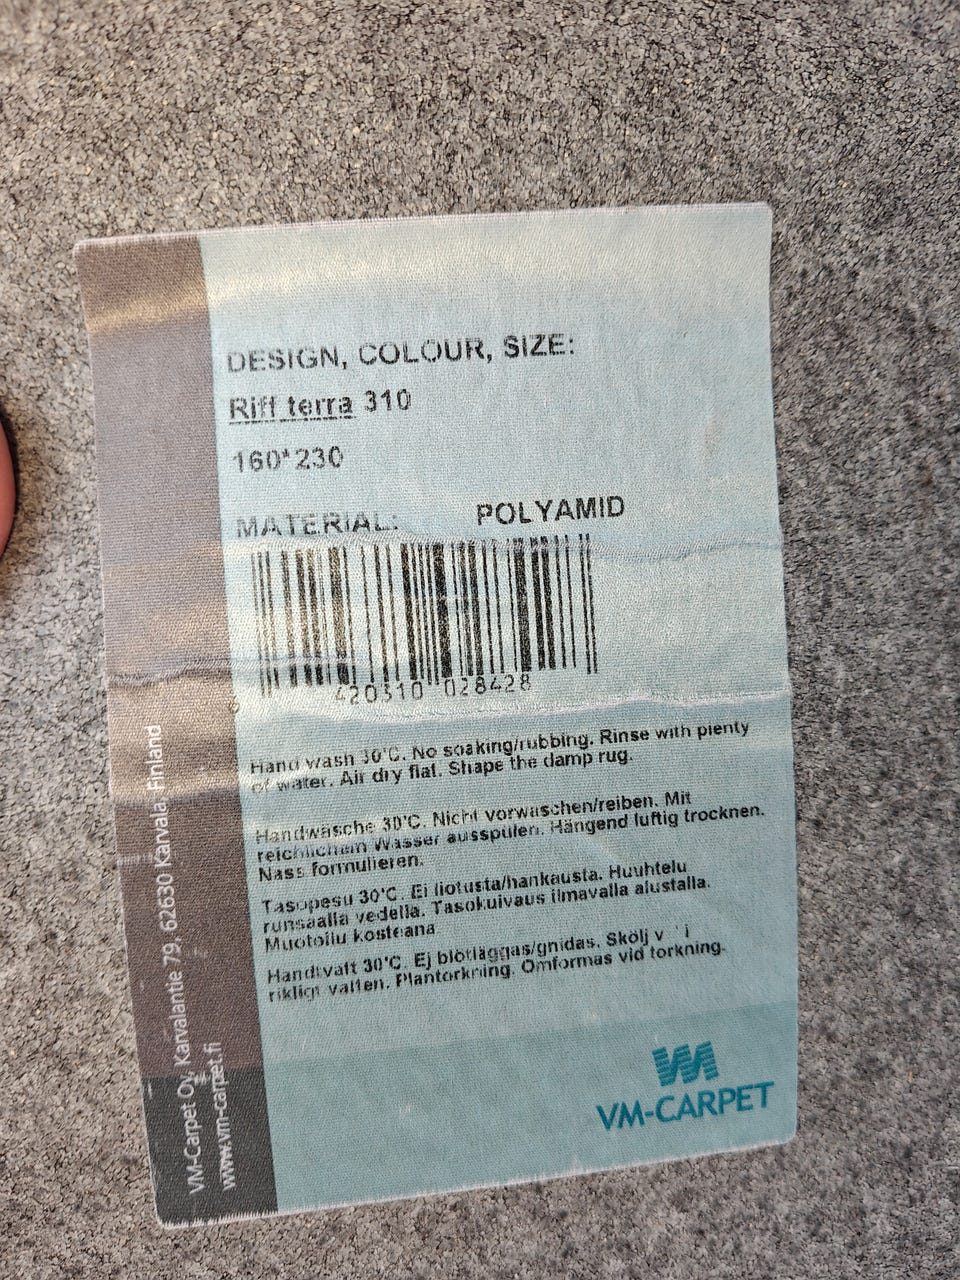 DESIGN, COLOUR, SIZE:
Riff terra 310
160*230
MATERIAL: POLYAMID
6 420310 028428
Hand wash 30'C. No soaking/rubbing. Rinse with plenty
of water. Air dry flat. Shape the damp rug.
Handwäsche 30'C. Nicht vorwaschen/reiben. Mit
reichlichem Wasser ausspülen. Hängend luftig trocknen.
Nass formulieren.
Tasopesu 30'C. Ei liotusta/hankausta. Huuhtelu
runsaalla vedellä. Tasokuivaus ilmavalla alustalla.
Muotoilu kosteana
Handtvätt 30'C. Ej blötläggas/gnidas. Skölj
rikligt vatten. Plantorkning. Omformas vid torkning.
VM-Carpet Oy, Karvalantie 79, 62630 Karvala Finland
www.vm-carpet.fi
VM-CARPET